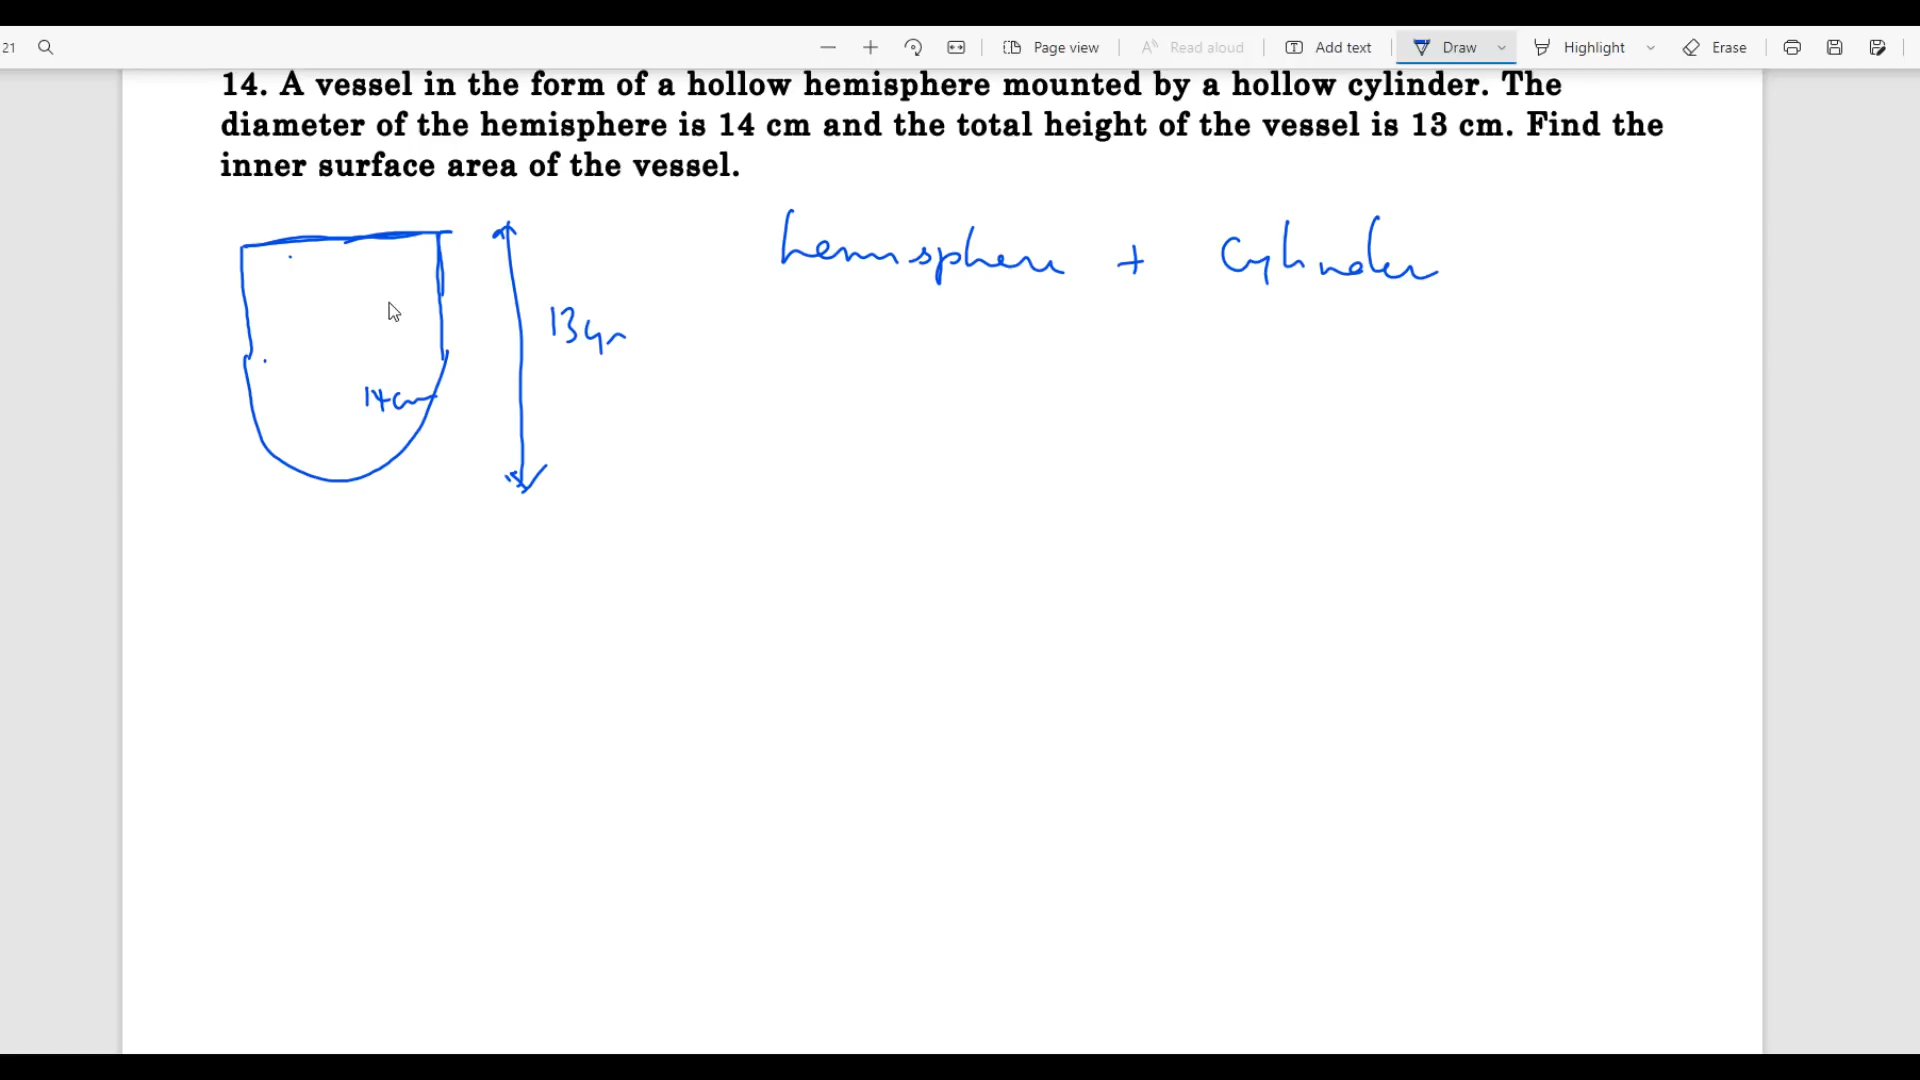 21 Page view Read aloud Add text Draw Highlight Erase
14. A vessel in the form of a hollow hemisphere mounted by a hollow cylinder. The
diameter of the hemisphere is 14 cm and the total height of the vessel is 13 cm. Find the
inner surface area of the vessel.
hemisphere + Cylinder
13cm
14cm